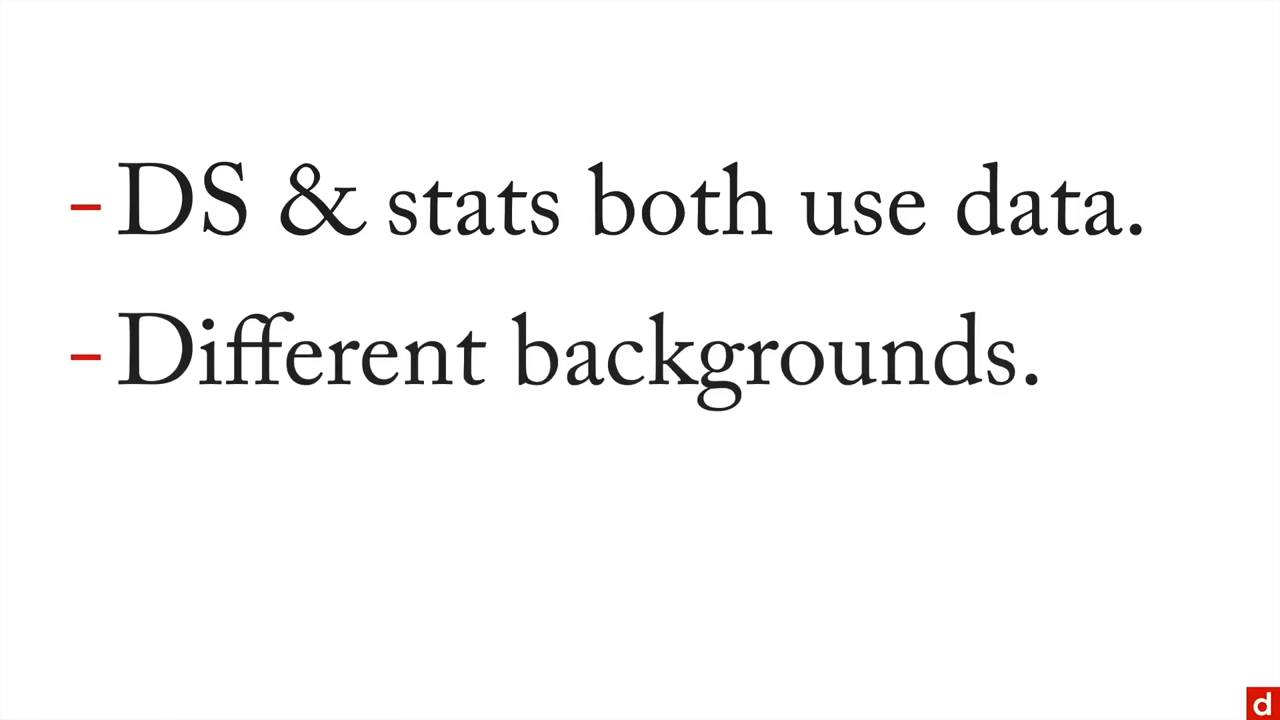 - DS & stats both use data.
- Different backgrounds.
d